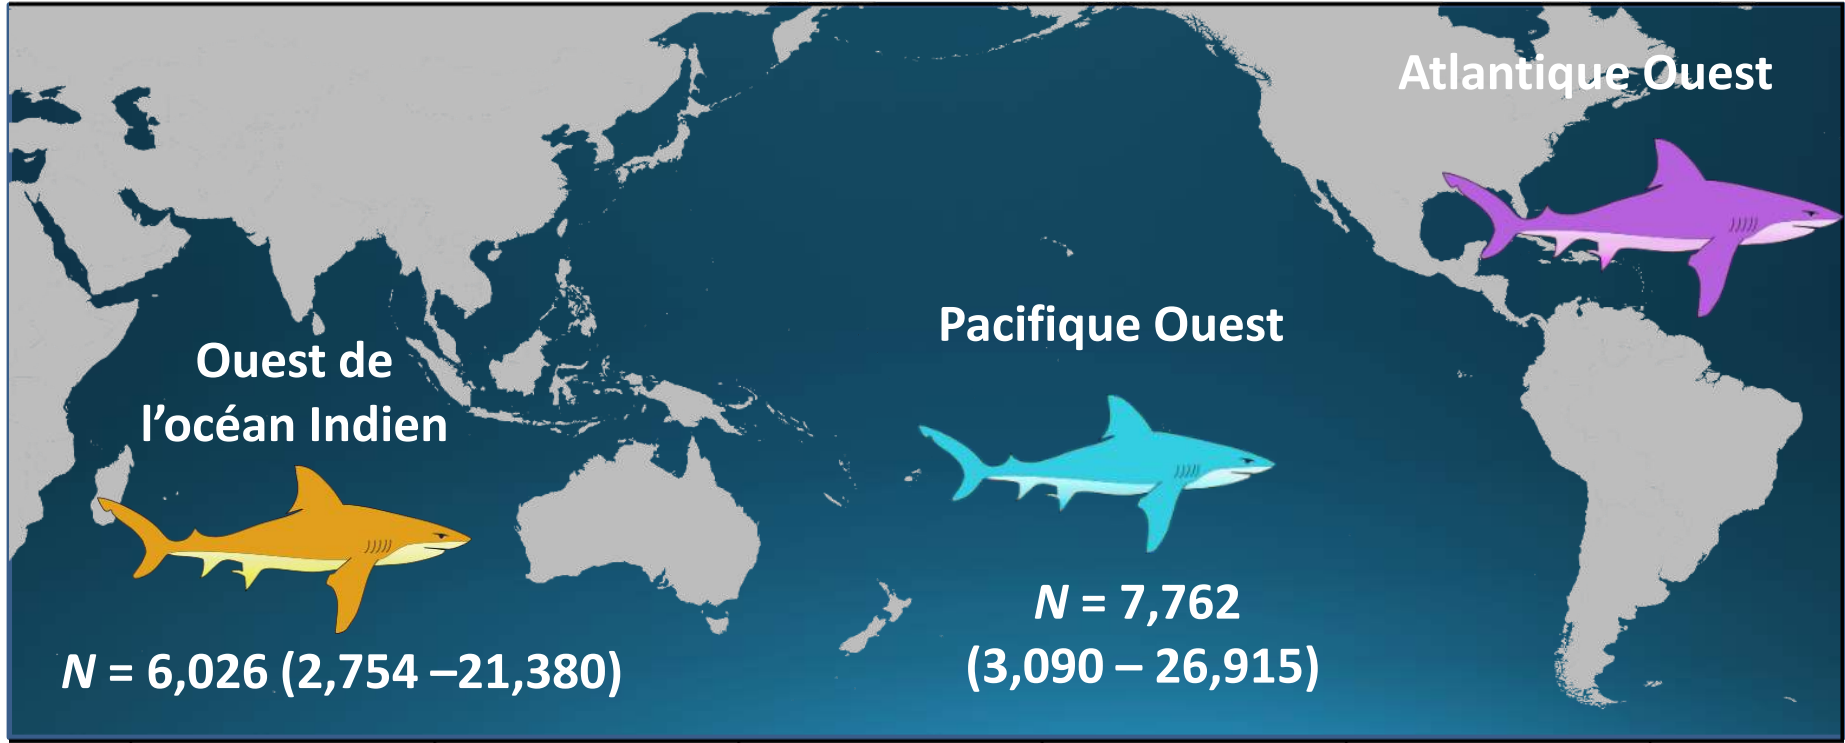 Atlantique Ouest
Pacifique Ouest
Ouest de
l’océan Indien
N = 7,762
(3,090 – 26,915)
N = 6,026 (2,754 –21,380)